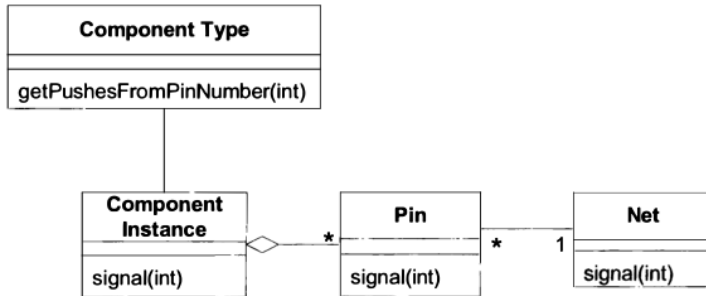 Component Type
getPushesFromPinNumber(int)
Component
Instance
Pin
Net
*
*
1
signal(int)
signal(int)
signal(int)